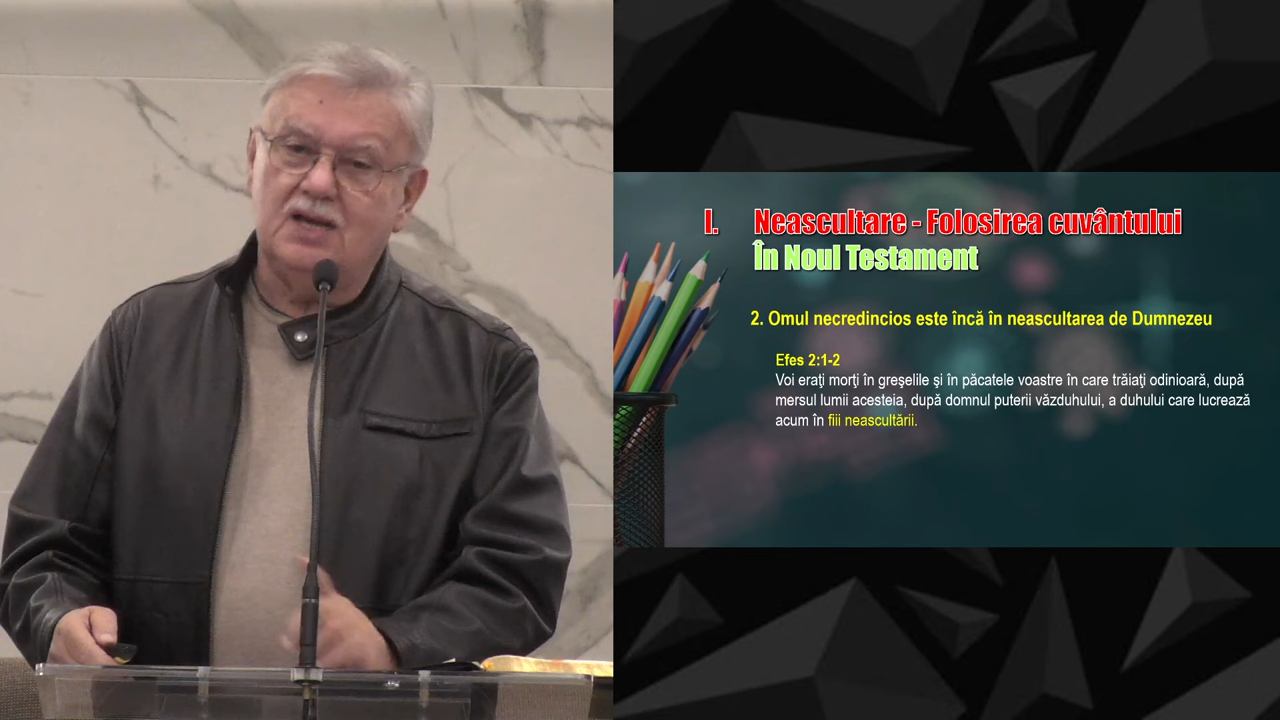 I. Neascultare - Folosirea cuvântului
În Noul Testament
2. Omul necredincios este încă în neascultarea de Dumnezeu
Efes 2:1-2
Voi eraţi morţi în greşelile şi în păcatele voastre în care trăiaţi odinioară, după
mersul lumii acesteia, după domnul puterii văzduhului, a duhului care lucrează
acum în fiii neascultării.